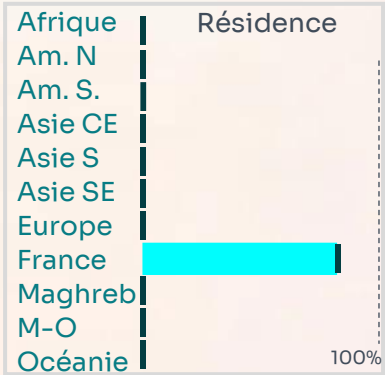 Résidence
Afrique
Am. N
Am. S.
Asie CE
Asie S
Asie SE
Europe
France
Maghreb
M-O
Océanie
100%